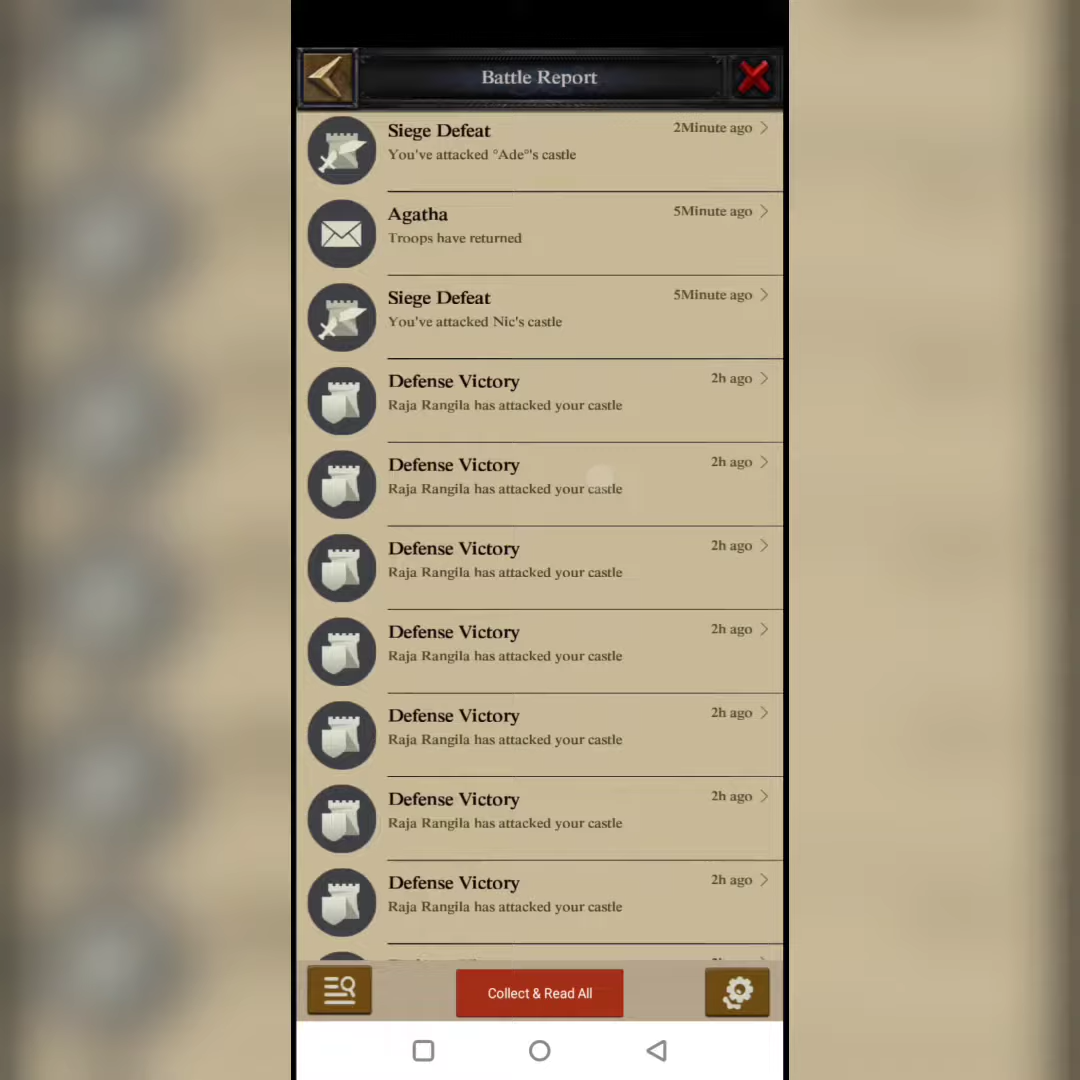 Battle Report
Siege Defeat
2Minute ago
You've attacked °Ade°'s castle
Agatha
5Minute ago
Troops have returned
Siege Defeat
5Minute ago
You've attacked Nic's castle
Defense Victory
2h ago
Raja Rangila has attacked your castle
Defense Victory
2h ago
Raja Rangila has attacked your castle
Defense Victory
2h ago
Raja Rangila has attacked your castle
Defense Victory
2h ago
Raja Rangila has attacked your castle
Defense Victory
2h ago
Raja Rangila has attacked your castle
Defense Victory
2h ago
Raja Rangila has attacked your castle
Defense Victory
2h ago
Raja Rangila has attacked your castle
Collect & Read All